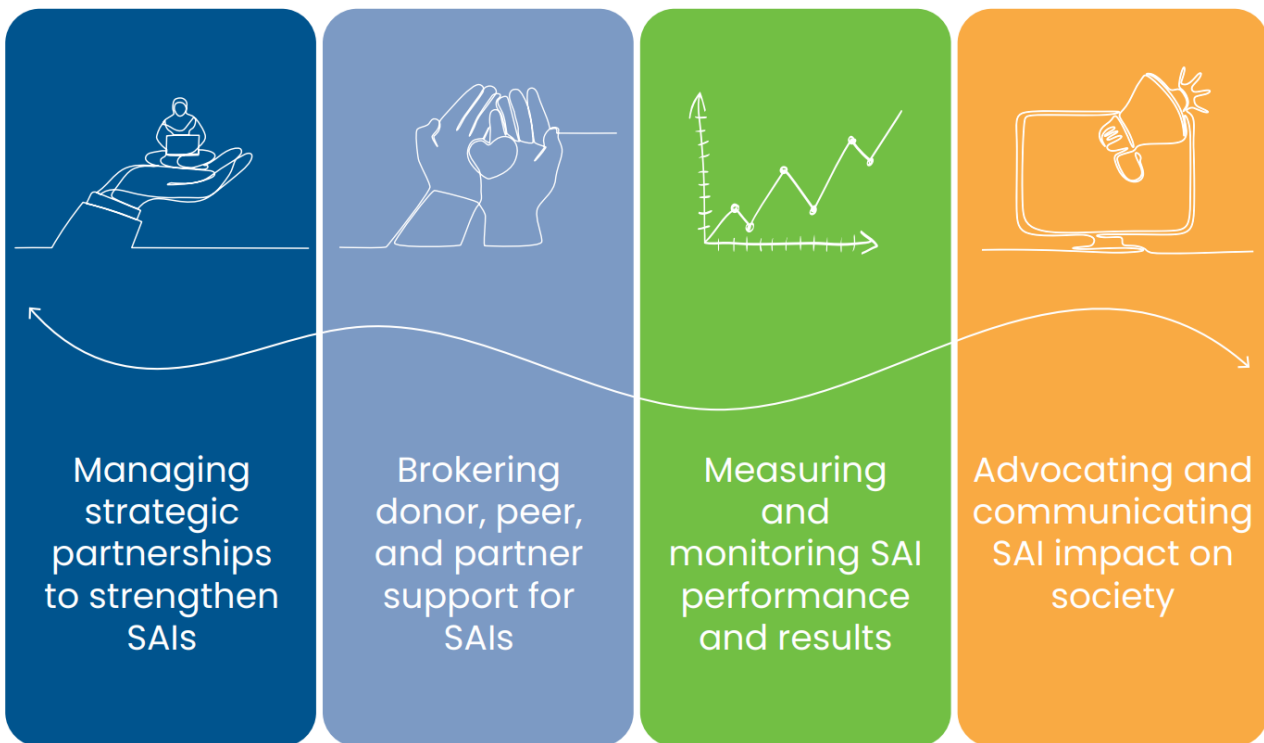 Managing
strategic
partnerships
to strengthen
SAIs
Brokering
donor, peer,
and partner
support for
SAIs
Measuring
and
monitoring SAI
performance
and results
Advocating and
communicating
SAI impact on
society